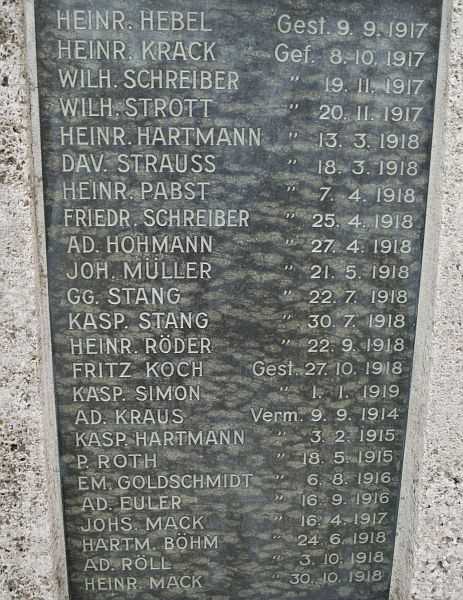 HEINR. HEBEL Gest. 9. 9. 1917
HEINR. KRACK Gef. 8. 10. 1917
WILH. SCHREIBER " 19. 11. 1917
WILH. STROTT " 20. 11. 1917
HEINR. HARTMANN " 13. 3. 1918
DAV. STRAUSS " 18. 3. 1918
HEINR. PABST " 7. 4. 1918
FRIEDR. SCHREIBER " 25. 4. 1918
AD. HOHMANN " 27. 4. 1918
JOH. MÜLLER " 21. 5. 1918
GG. STANG " 22. 7. 1918
KASP. STANG " 30. 7. 1918
HEINR. RÖDER " 22. 9. 1918
FRITZ KOCH Gest. 27. 10. 1918
KASP. SIMON " 1. 1. 1919
AD. KRAUS Verm. 9. 9. 1914
KASP. HARTMANN " 3. 2. 1915
P. ROTH " 18. 5. 1915
EM. GOLDSCHMIDT " 6. 8. 1916
AD. EULER " 16. 9. 1916
JOHS. MACK " 16. 4. 1917
HARTM. BÖHM " 24. 6. 1918
AD. RÖLL " 3. 10. 1918
HEINR. MACK " 30. 10. 1918